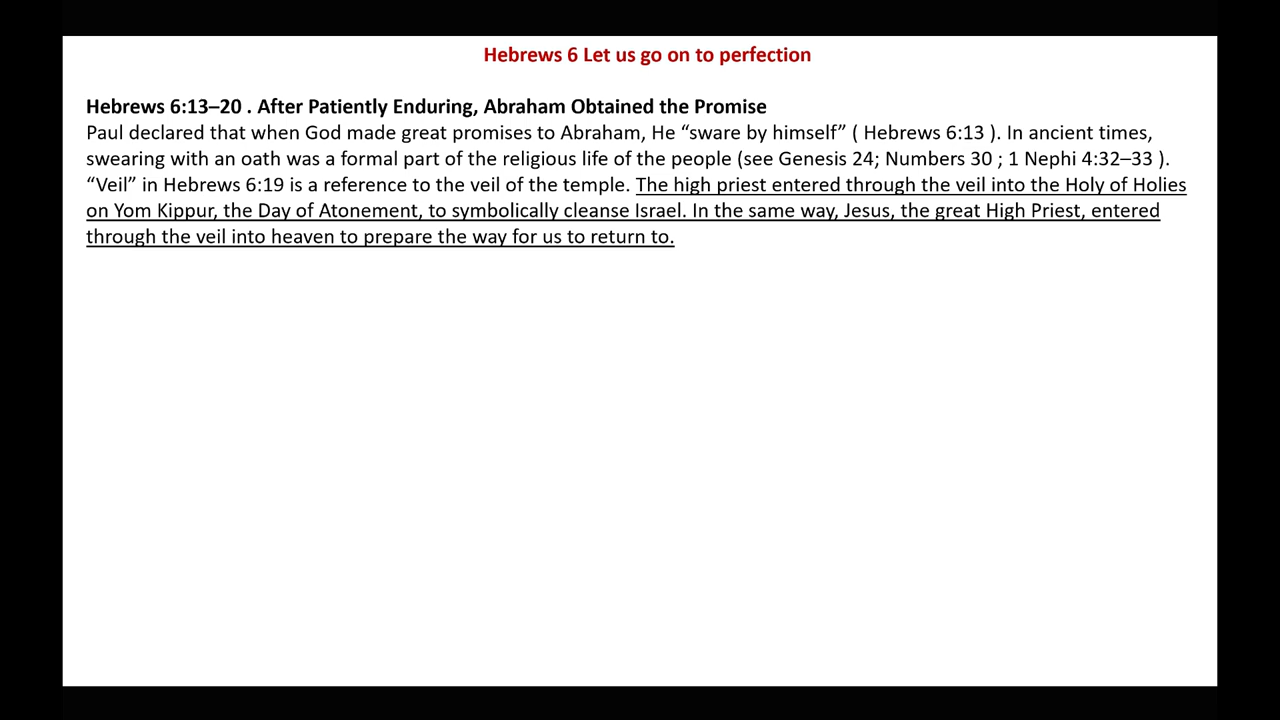 Hebrews 6 Let us go on to perfection
Hebrews 6:13–20 . After Patiently Enduring, Abraham Obtained the Promise
Paul declared that when God made great promises to Abraham, He “sware by himself” ( Hebrews 6:13 ). In ancient times,
swearing with an oath was a formal part of the religious life of the people (see Genesis 24; Numbers 30 ; 1 Nephi 4:32–33 ).
“Veil” in Hebrews 6:19 is a reference to the veil of the temple. The high priest entered through the veil into the Holy of Holies
on Yom Kippur, the Day of Atonement, to symbolically cleanse Israel. In the same way, Jesus, the great High Priest, entered
through the veil into heaven to prepare the way for us to return to.